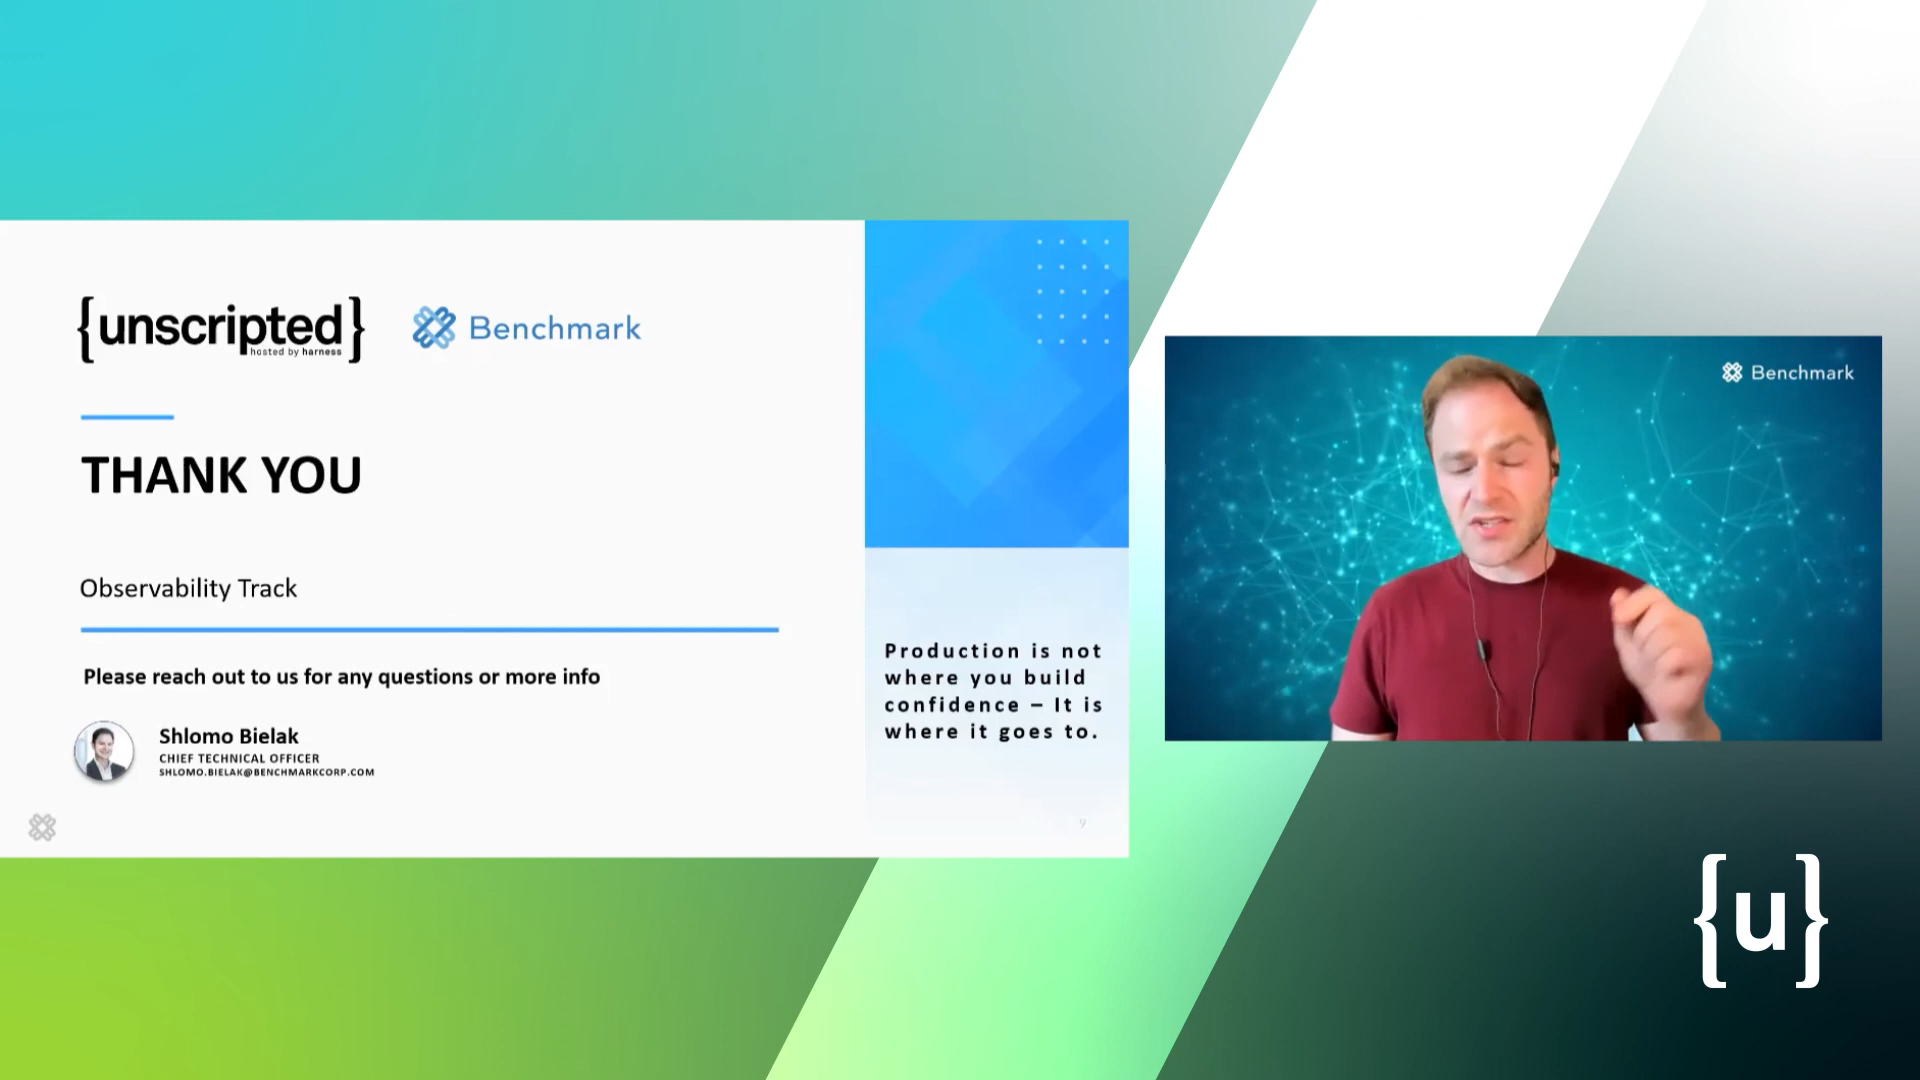 {unscripted}
hosted by harness
Benchmark
THANK YOU
Observability Track
Please reach out to us for any questions or more info
Shlomo Bielak
CHIEF TECHNICAL OFFICER
SHLOMO.BIELAK@BENCHMARKCORP.COM
Production is not
where you build
confidence – It is
where it goes to.
9
Benchmark
{u}